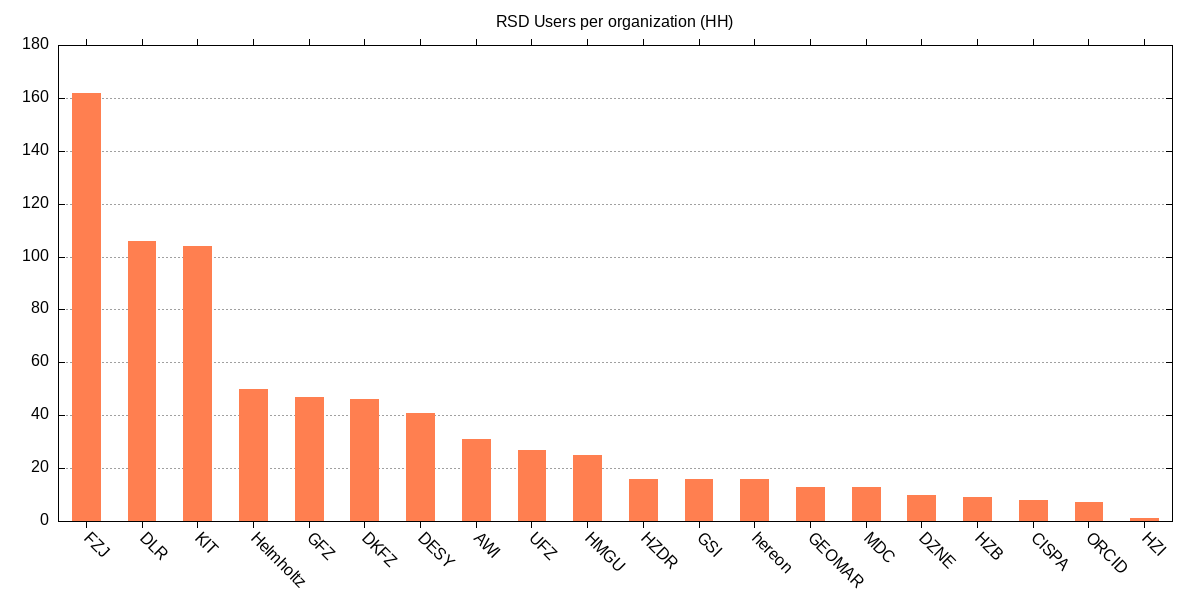 RSD Users per organization (HH)
180
160
140
120
100
80
60
40
20
0
FZJ
DLR
KIT
Helmholtz
GFZ
DKFZ
DESY
AWI
UFZ
HMGU
HZDR
GSI
hereon
GEOMAR
MDC
DZNE
HZB
CISPA
ORCID
HZI